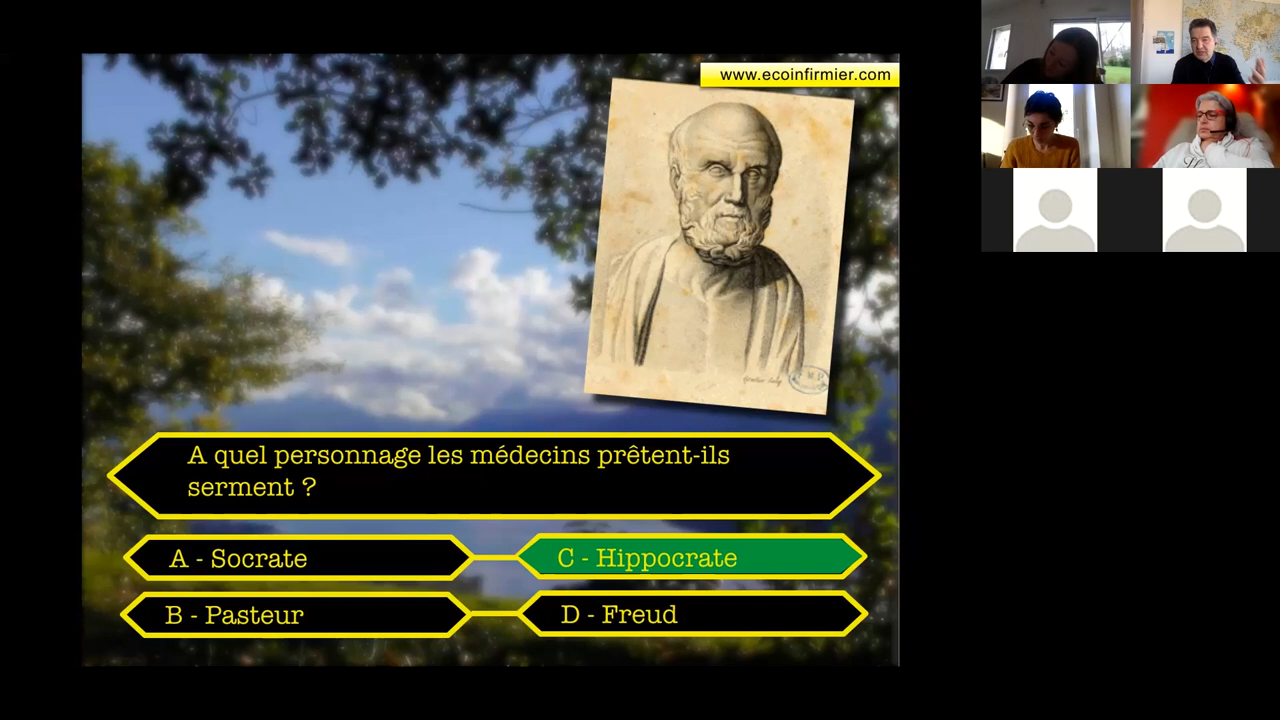 www.ecoinfirmier.com
A quel personnage les médecins prêtent-ils
serment ?
A - Socrate
C - Hippocrate
B - Pasteur
D - Freud